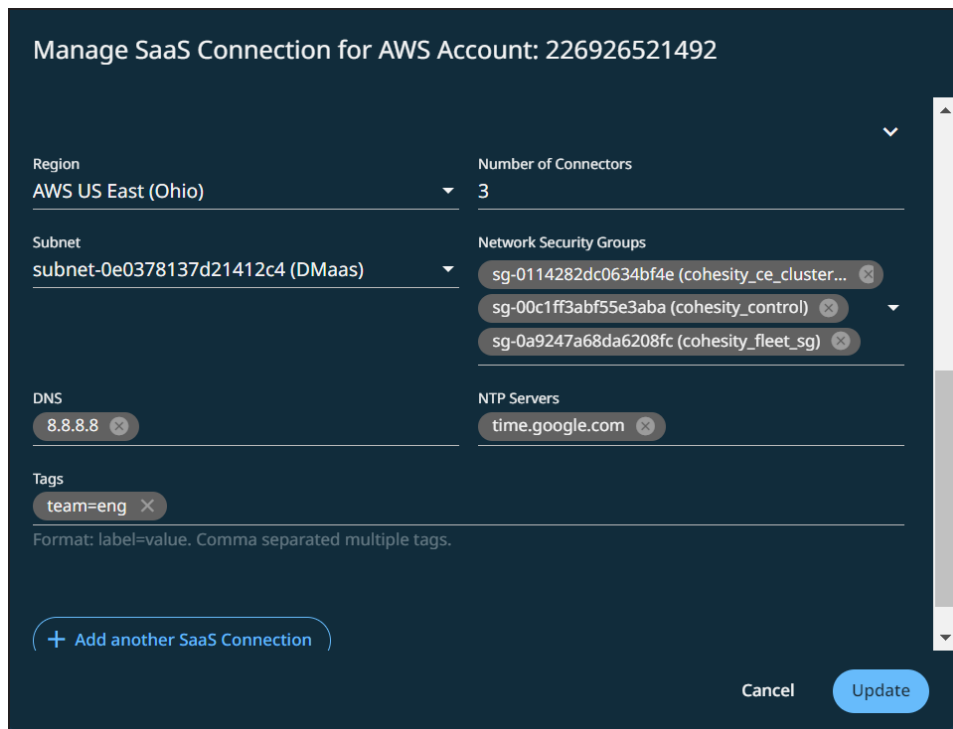 Manage SaaS Connection for AWS Account: 226926521492
Region
AWS US East (Ohio)
Number of Connectors
3
Subnet
subnet-0e0378137d21412c4 (DMaas)
Network Security Groups
sg-0114282dc0634bf4e (cohesity_ce_cluster...
sg-00c1ff3abf55e3aba (cohesity_control)
sg-0a9247a68da6208fc (cohesity_fleet_sg)
DNS
8.8.8.8
NTP Servers
time.google.com
Tags
team=eng
Format: label=value. Comma separated multiple tags.
+ Add another SaaS Connection
Cancel
Update